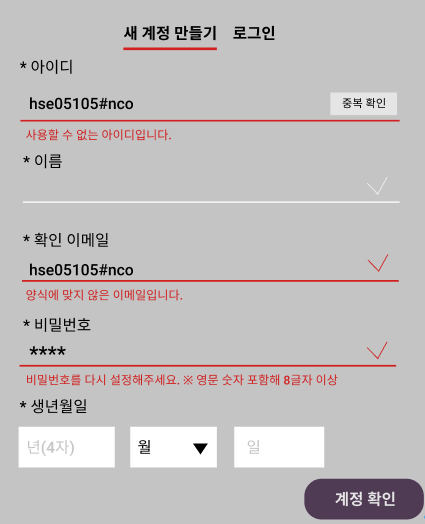 새 계정 만들기 로그인
* 아이디
hse05105#nco 중복 확인
사용할 수 없는 아이디입니다.
* 이름
* 확인 이메일
hse05105#nco
양식에 맞지 않은 이메일입니다.
* 비밀번호
****
비밀번호를 다시 설정해주세요. ※ 영문 숫자 포함해 8글자 이상
* 생년월일
년(4자) 월 일
계정 확인